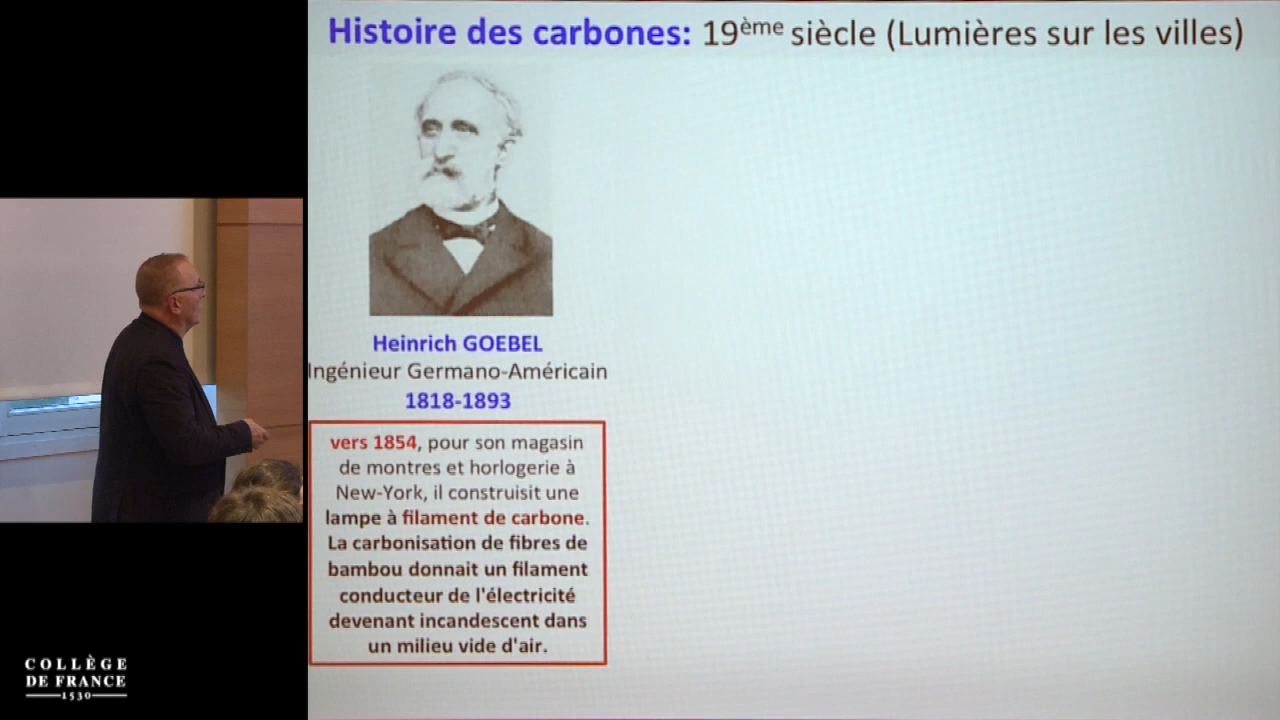 Histoire des carbones: 19ème siècle (Lumières sur les villes)
Heinrich GOEBEL
Ingénieur Germano-Américain
1818-1893
vers 1854, pour son magasin
de montres et horlogerie à
New-York, il construisit une
lampe à filament de carbone.
La carbonisation de fibres de
bambou donnait un filament
conducteur de l'électricité
devenant incandescent dans
un milieu vide d'air.
COLLÈGE
DE FRANCE
1530